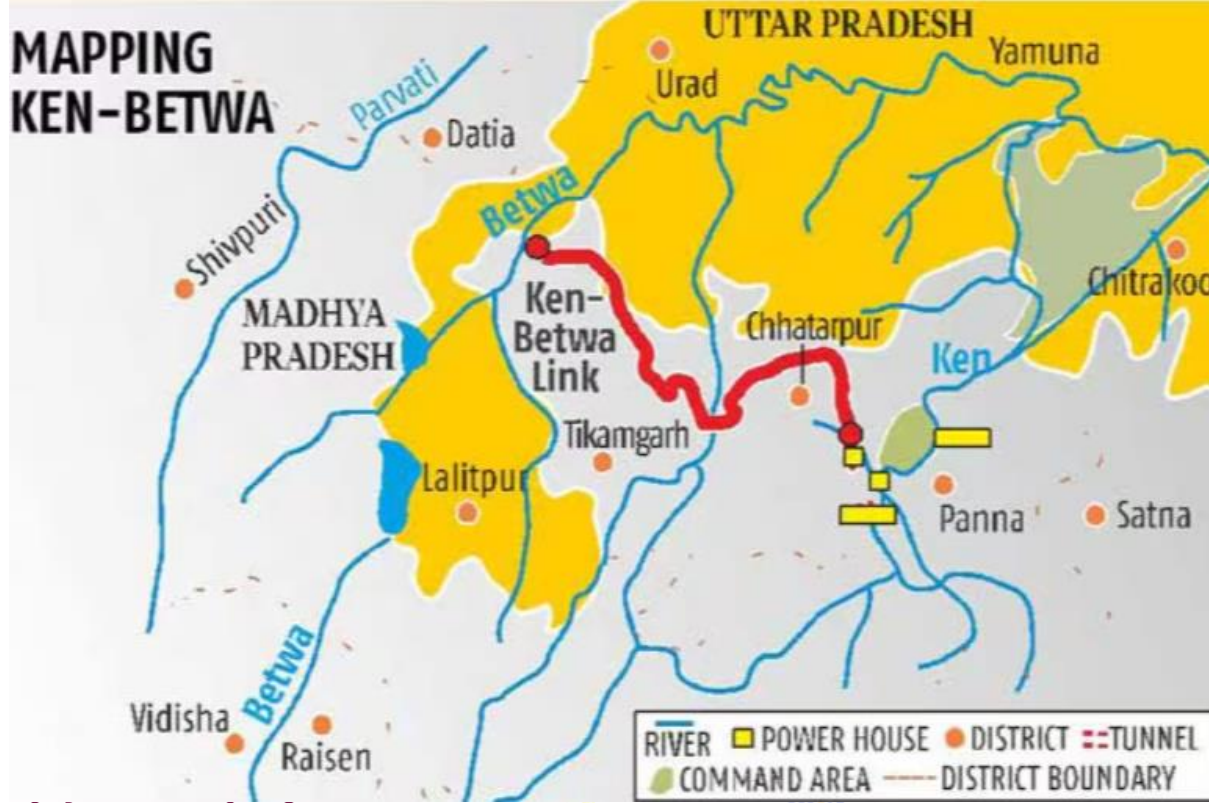 MAPPING
KEN-BETWA
UTTAR PRADESH
Yamuna
Urad
Parvati
Datia
Betwa
Shivpuri
Chitrakoo
MADHYA
PRADESH
Ken-
Betwa
Link
Chhatarpur
Ken
Tikamgarh
Lalitpur
Panna
Satna
Betwa
Vidisha
Raisen
RIVER POWER HOUSE DISTRICT TUNNEL
COMMAND AREA DISTRICT BOUNDARY